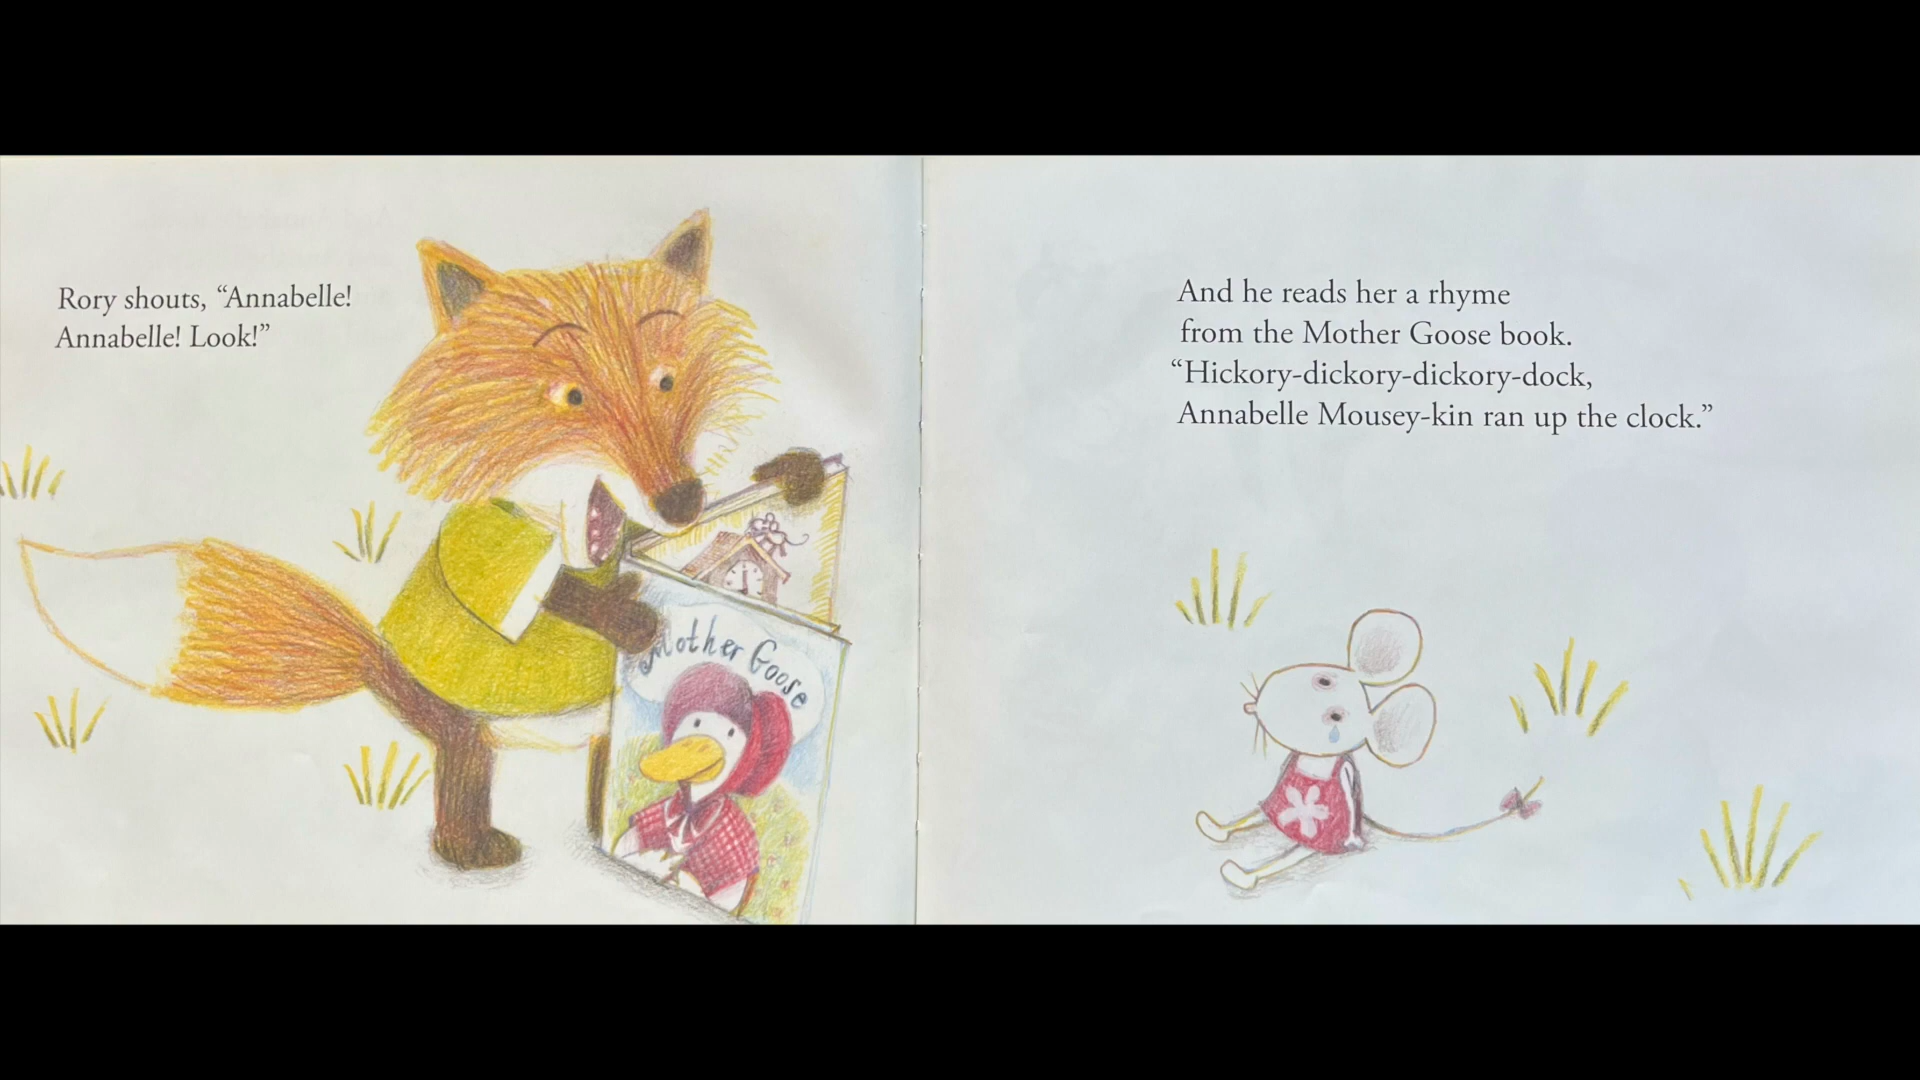 Rory shouts, “Annabelle!
Annabelle! Look!”
Mother Goose
And he reads her a rhyme
from the Mother Goose book.
“Hickory-dickory-dickory-dock,
Annabelle Mousey-kin ran up the clock.”